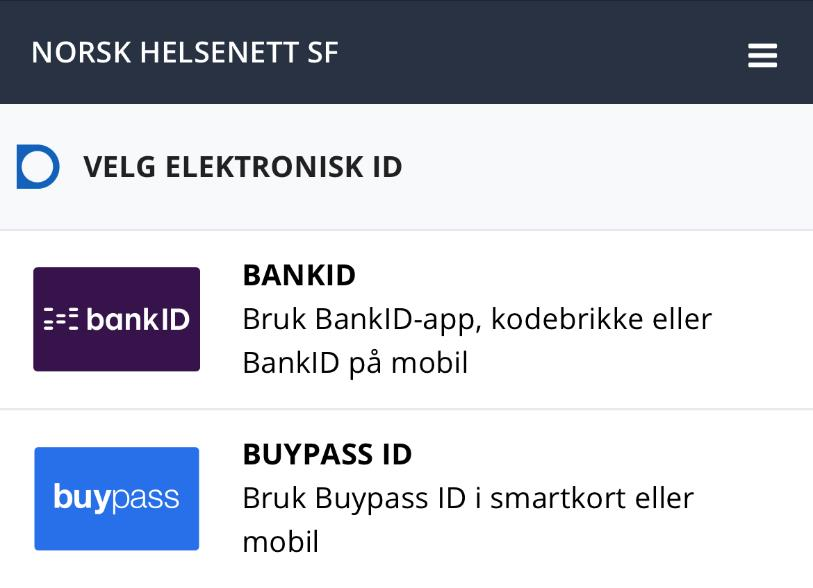 NORSK HELSENETT SF
VELG ELEKTRONISK ID
bankID
BANKID
Bruk BankID-app, kodebrikke eller
BankID på mobil
buypass
BUYPASS ID
Bruk Buypass ID i smartkort eller
mobil